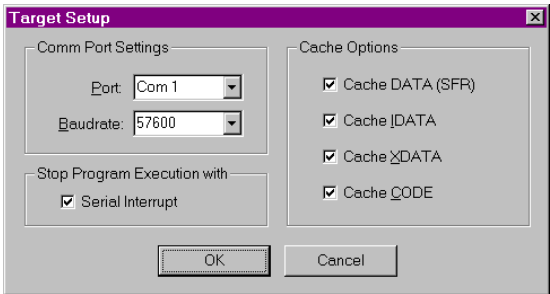 Target Setup
Comm Port Settings
Port: Com 1
Baudrate: 57600
Stop Program Execution with
Serial Interrupt
Cache Options
Cache DATA (SFR)
Cache IDATA
Cache XDATA
Cache CODE
OK
Cancel